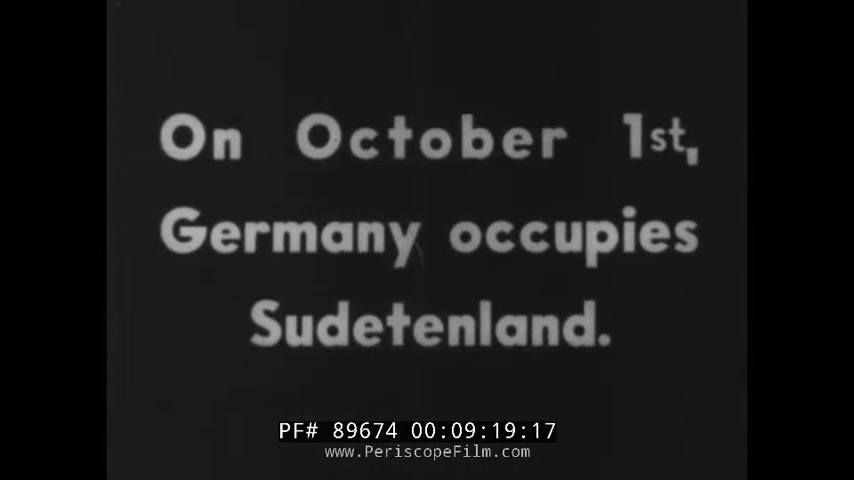 On October 1st,
Germany occupies
Sudetenland.
PF# 89674 00:09:19:17
www.PeriscopeFilm.com